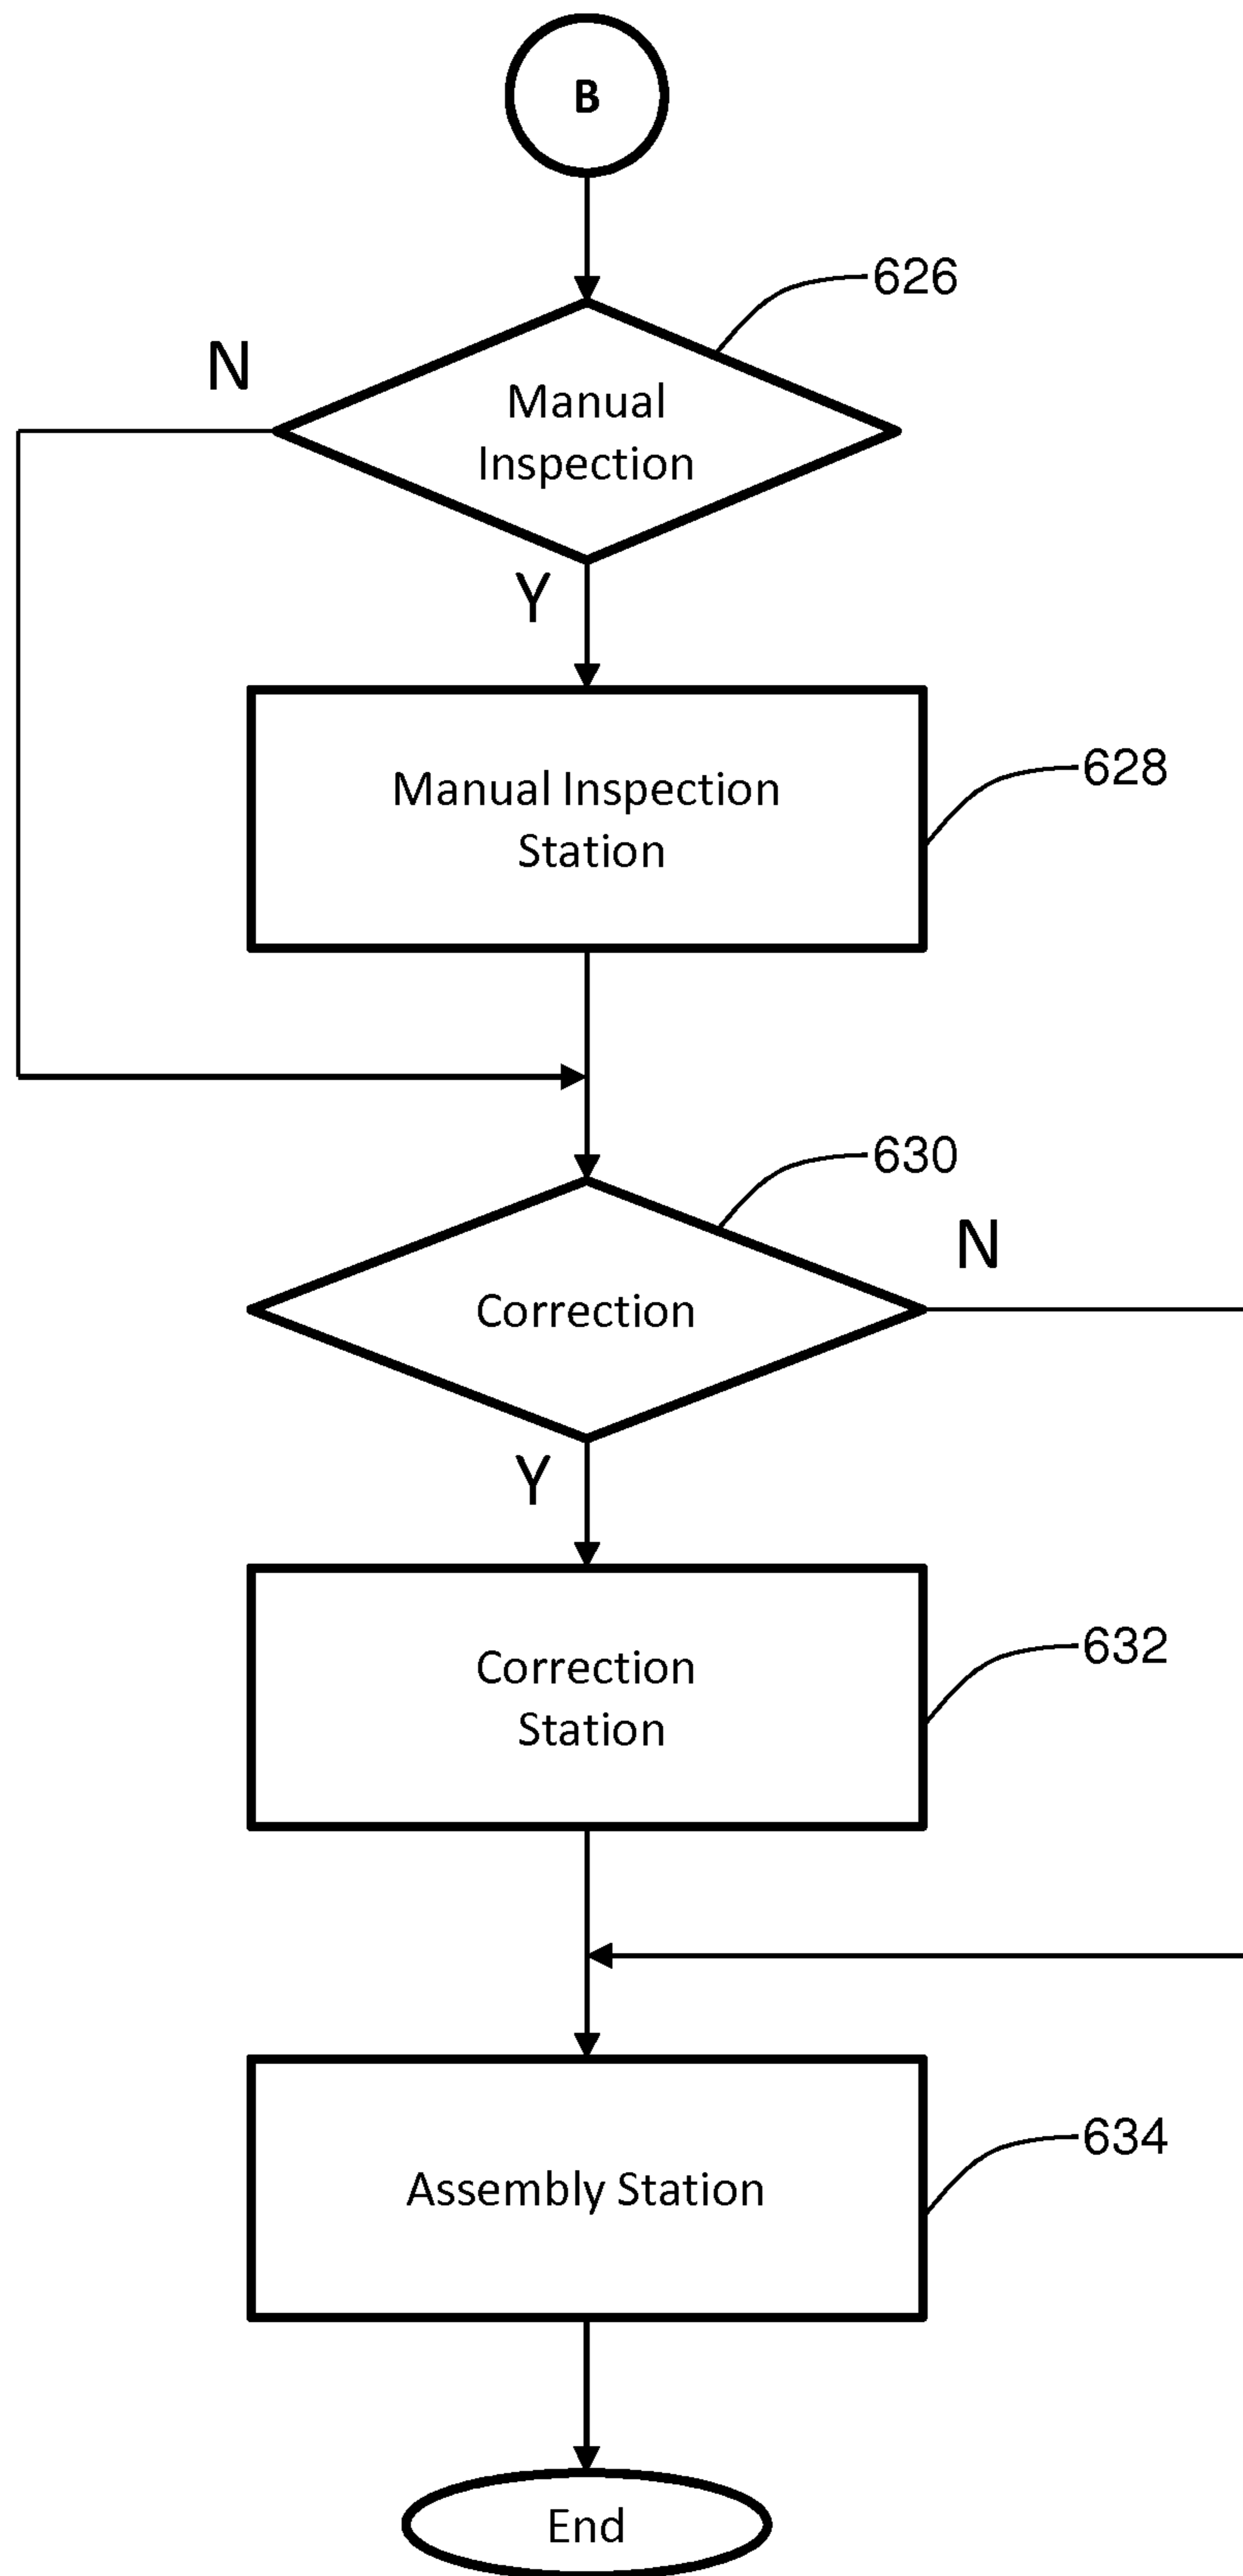 B
626
N
Manual
Inspection
Y
Manual Inspection
Station
628
630
N
Correction
Y
Correction
Station
632
Assembly Station
634
End